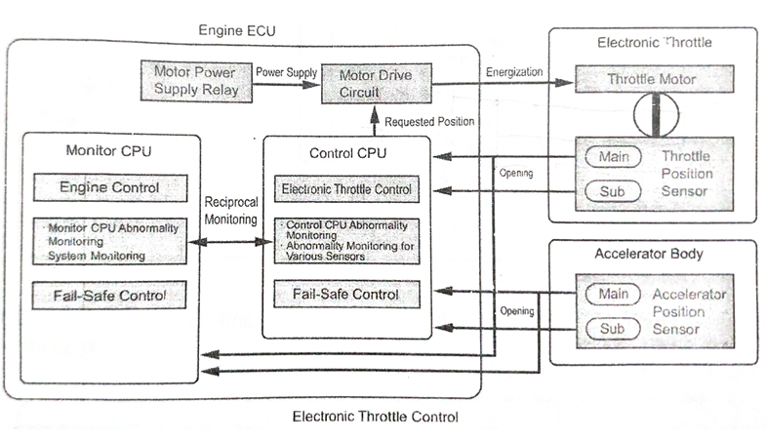 Engine ECU
Motor Power
Supply Relay
Power Supply
Motor Drive
Circuit
Energization
Electronic Throttle
Throttle Motor
Requested Position
Monitor CPU
Engine Control
· Monitor CPU Abnormality
Monitoring
System Monitoring
Fail-Safe Control
Reciprocal
Monitoring
Control CPU
Electronic Throttle Control
· Control CPU Abnormality
Monitoring
· Abnormality Monitoring for
Various Sensors
Fail-Safe Control
Opening
Main
Sub
Throttle
Position
Sensor
Accelerator Body
Opening
Main
Sub
Accelerator
Position
Sensor
Electronic Throttle Control